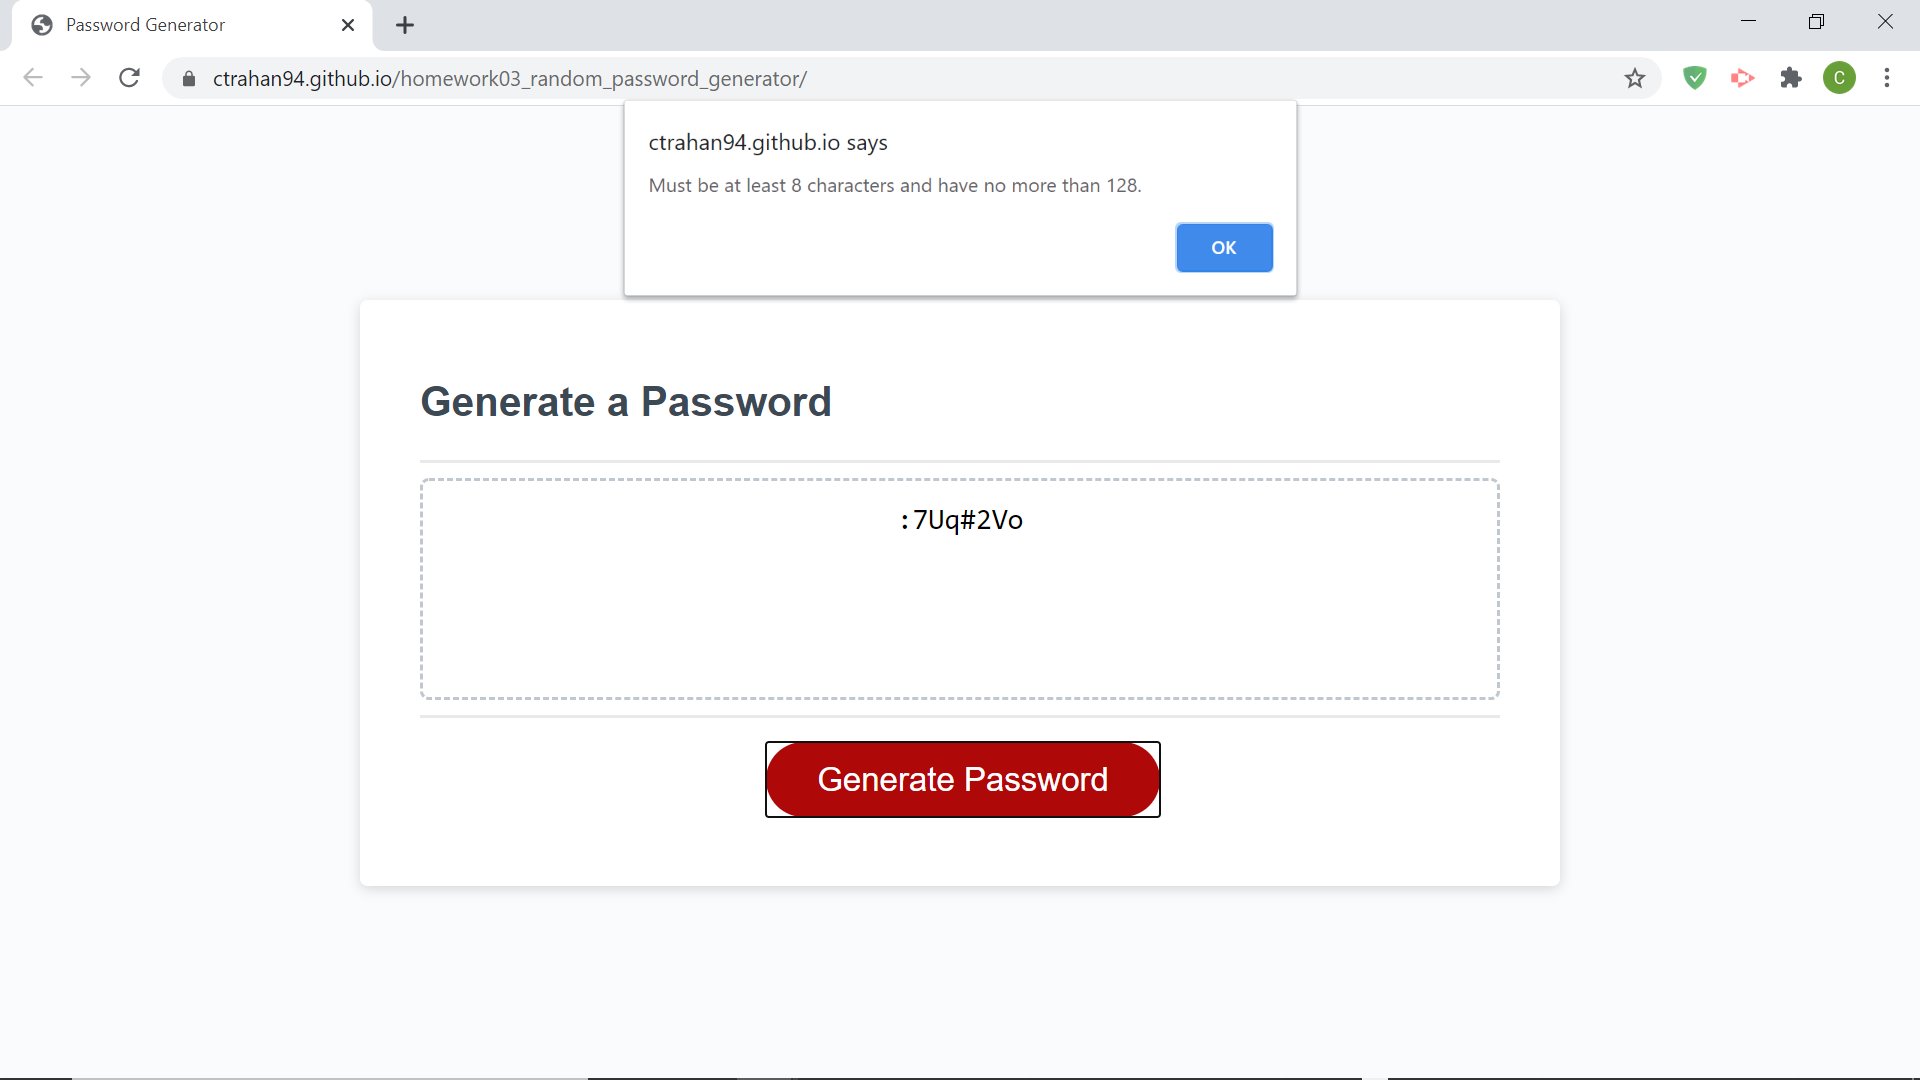 Password Generator
ctrahan94.github.io/homework03_random_password_generator/
C
ctrahan94.github.io says
Must be at least 8 characters and have no more than 128.
OK
Generate a Password
:7Uq#2Vo
Generate Password